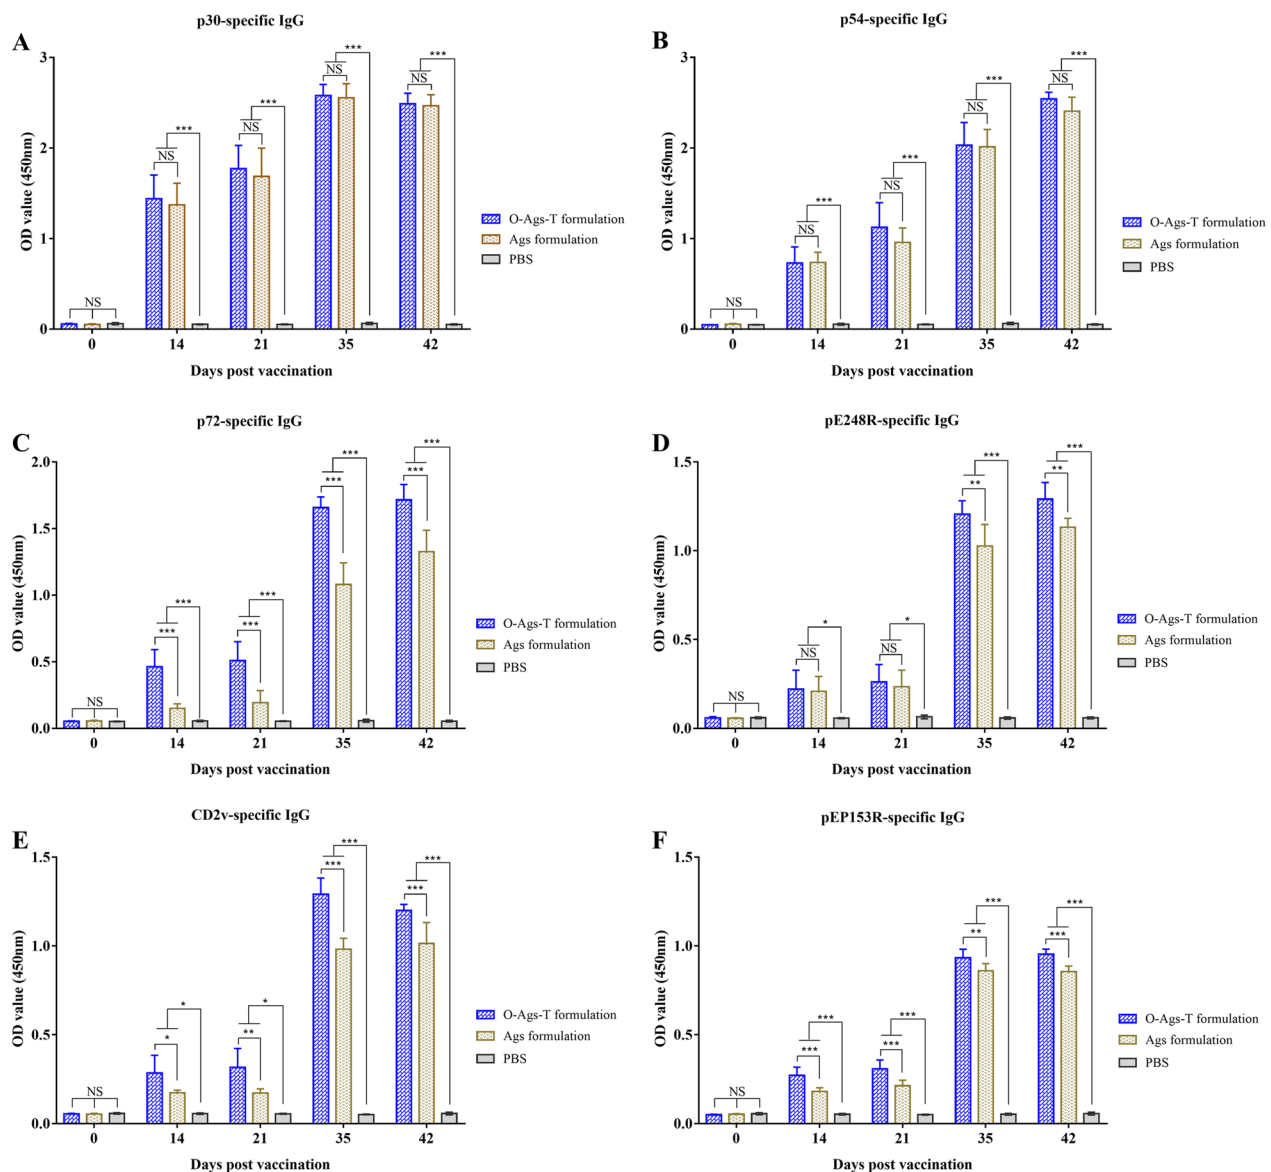 A
p30-specific IgG
OD value (450nm)
3
2
1
0
NS
NS
***
NS
***
NS
***
NS
***
0 14 21 35 42
Days post vaccination
O-Ags-T formulation
Ags formulation
PBS
B
p54-specific IgG
OD value (450nm)
3
2
1
0
NS
NS
***
NS
***
NS
***
NS
***
0 14 21 35 42
Days post vaccination
O-Ags-T formulation
Ags formulation
PBS
C
p72-specific IgG
OD value (450nm)
2.0
1.5
1.0
0.5
0.0
NS
***
***
***
***
***
***
***
***
0 14 21 35 42
Days post vaccination
O-Ags-T formulation
Ags formulation
PBS
D
pE248R-specific IgG
OD value (450nm)
1.5
1.0
0.5
0.0
NS
NS
*
NS
*
**
***
**
***
0 14 21 35 42
Days post vaccination
O-Ags-T formulation
Ags formulation
PBS
E
CD2v-specific IgG
OD value (450nm)
1.5
1.0
0.5
0.0
NS
*
*
**
*
***
***
***
***
0 14 21 35 42
Days post vaccination
O-Ags-T formulation
Ags formulation
PBS
F
pEP153R-specific IgG
OD value (450nm)
1.5
1.0
0.5
0.0
NS
***
***
***
***
**
***
***
***
0 14 21 35 42
Days post vaccination
O-Ags-T formulation
Ags formulation
PBS